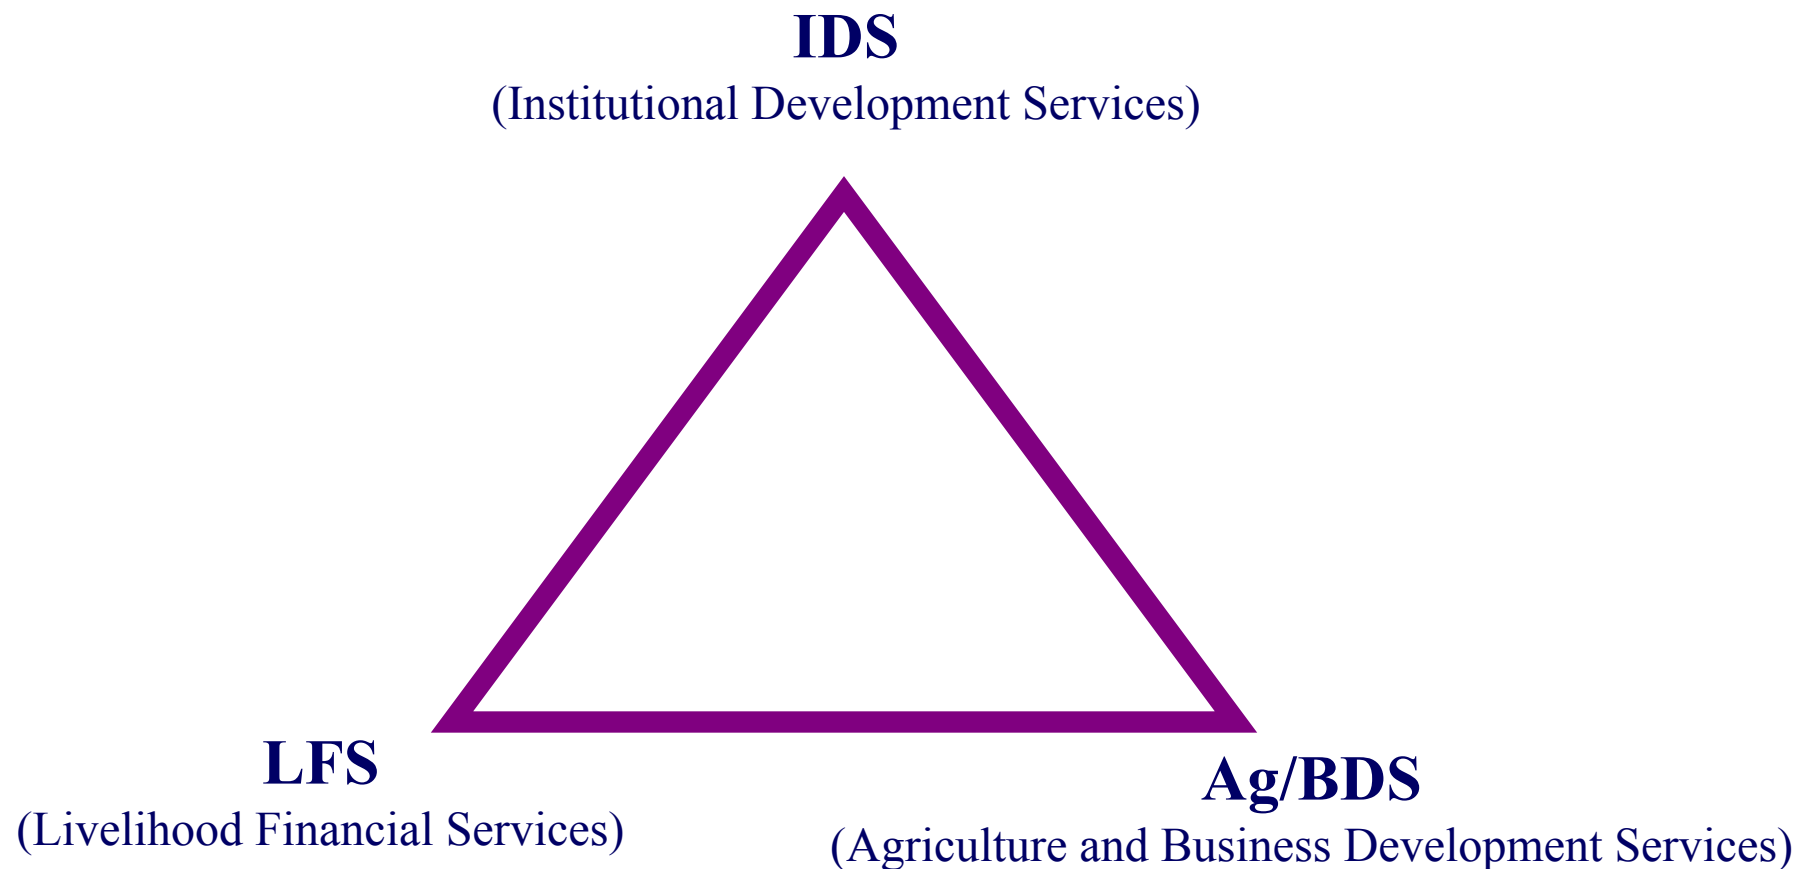 IDS
(Institutional Development Services)
LFS
(Livelihood Financial Services)
Ag/BDS
(Agriculture and Business Development Services)